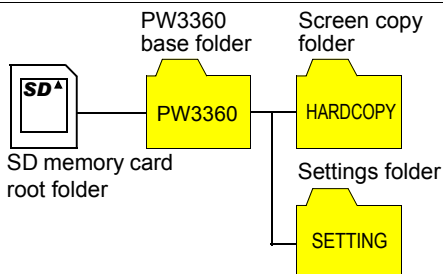 PW3360
base folder
Screen copy
folder
SD
PW3360
HARDCOPY
SD memory card
root folder
Settings folder
SETTING